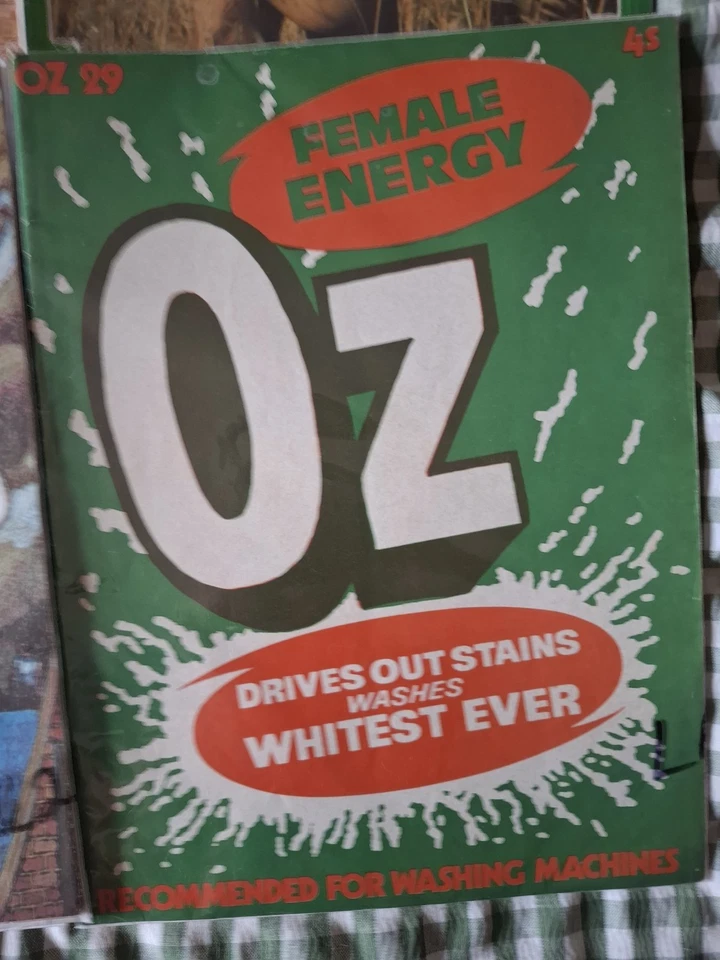 OZ 29
4s
FEMALE
ENERGY
OZ
DRIVES OUT STAINS
WASHES
WHITEST EVER
RECOMMENDED FOR WASHING MACHINES